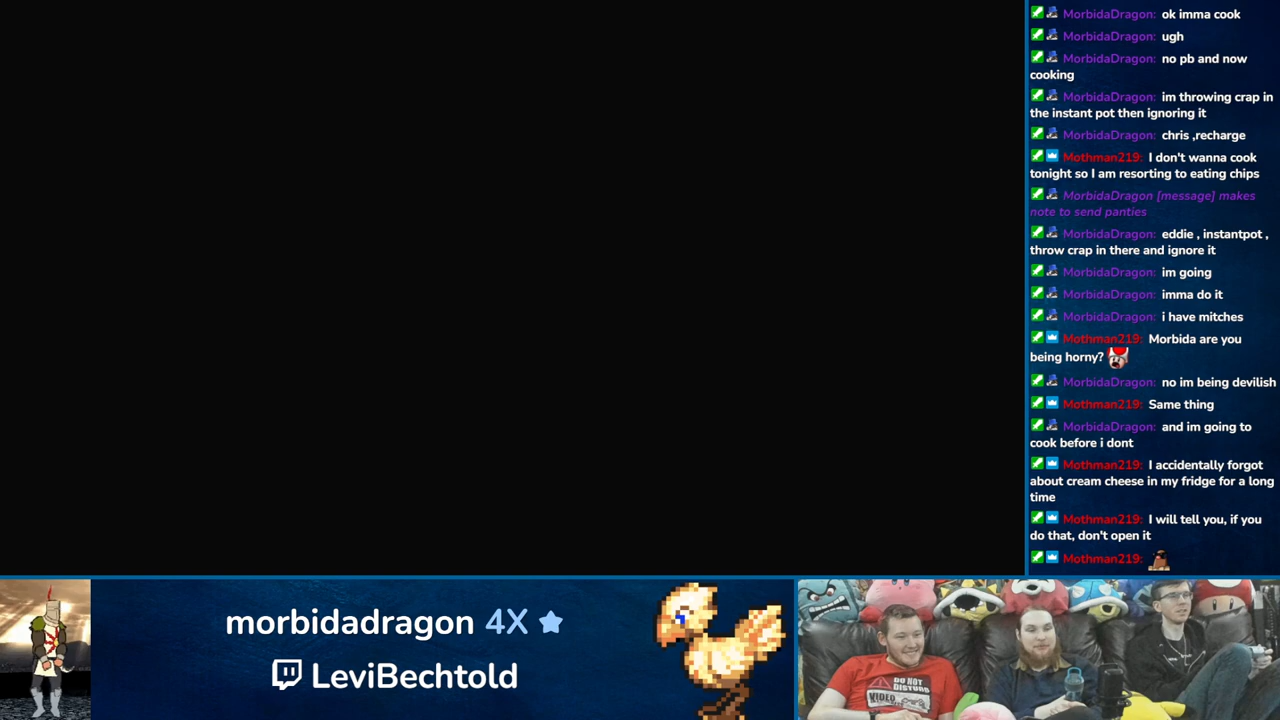 MorbidaDragon: ok imma cook
MorbidaDragon: ugh
MorbidaDragon: no pb and now
cooking
MorbidaDragon: im throwing crap in
the instant pot then ignoring it
MorbidaDragon: chris ,recharge
Mothman219: I don't wanna cook
tonight so I am resorting to eating chips
MorbidaDragon [message] makes
note to send panties
MorbidaDragon: eddie , instantpot ,
throw crap in there and ignore it
MorbidaDragon: im going
MorbidaDragon: imma do it
MorbidaDragon: i have mitches
Mothman219: Morbida are you
being horny?
MorbidaDragon: no im being devilish
Mothman219: Same thing
MorbidaDragon: and im going to
cook before i dont
Mothman219: I accidentally forgot
about cream cheese in my fridge for a long
time
Mothman219: I will tell you, if you
do that, don't open it
Mothman219:
morbidadragon 4X
LeviBechtold
DO NOT
DISTURB
VIDEO